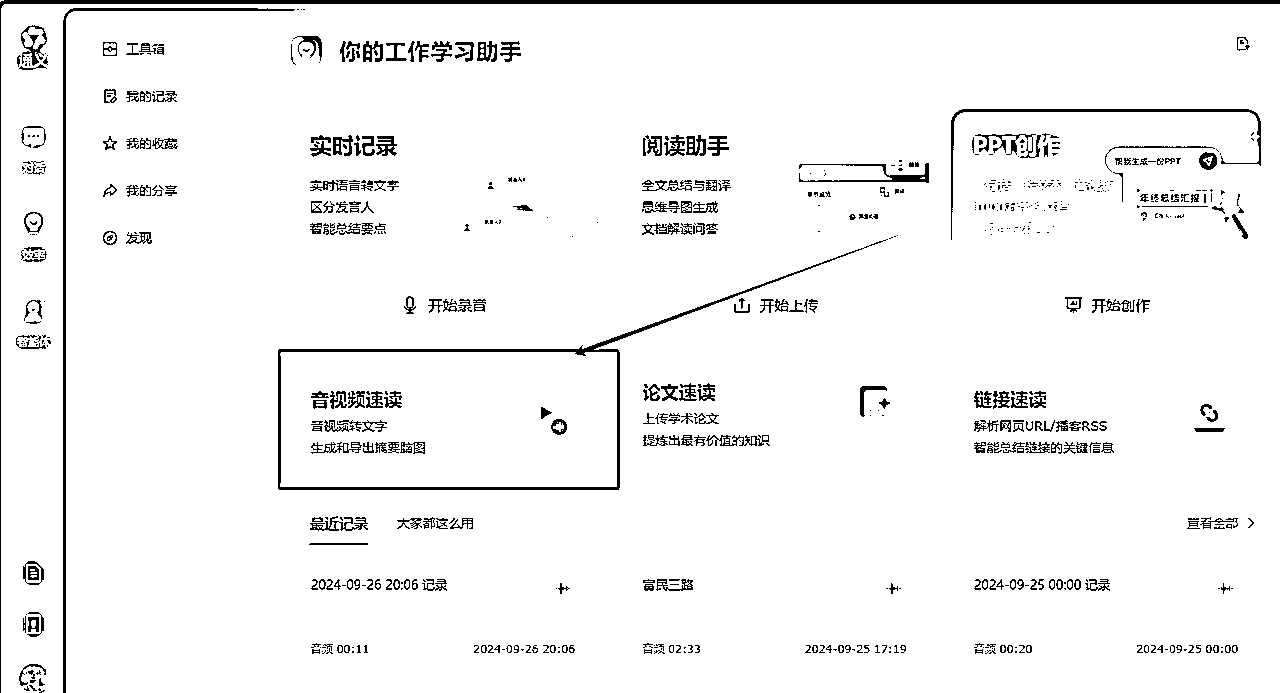 通义
对话
效率
智能体
工具箱
我的记录
我的收藏
我的分享
发现
你的工作学习助手
实时记录
实时语音转文字
区分发言人
智能总结要点
开始录音
阅读助手
全文总结与翻译
思维导图生成
文档解读问答
开始上传
PPT创作
帮我生成一份PPT
年终总结汇报
开始创作
音视频速读
音视频转文字
生成和导出摘要脑图
论文速读
上传学术论文
提炼出最有价值的知识
链接速读
解析网页URL/播客RSS
智能总结链接的关键信息
最近记录 大家都这么用
查看全部
2024-09-26 20:06 记录
音频 00:11 2024-09-26 20:06
富民三路
音频 02:33 2024-09-25 17:19
2024-09-25 00:00 记录
音频 00:20 2024-09-25 00:00